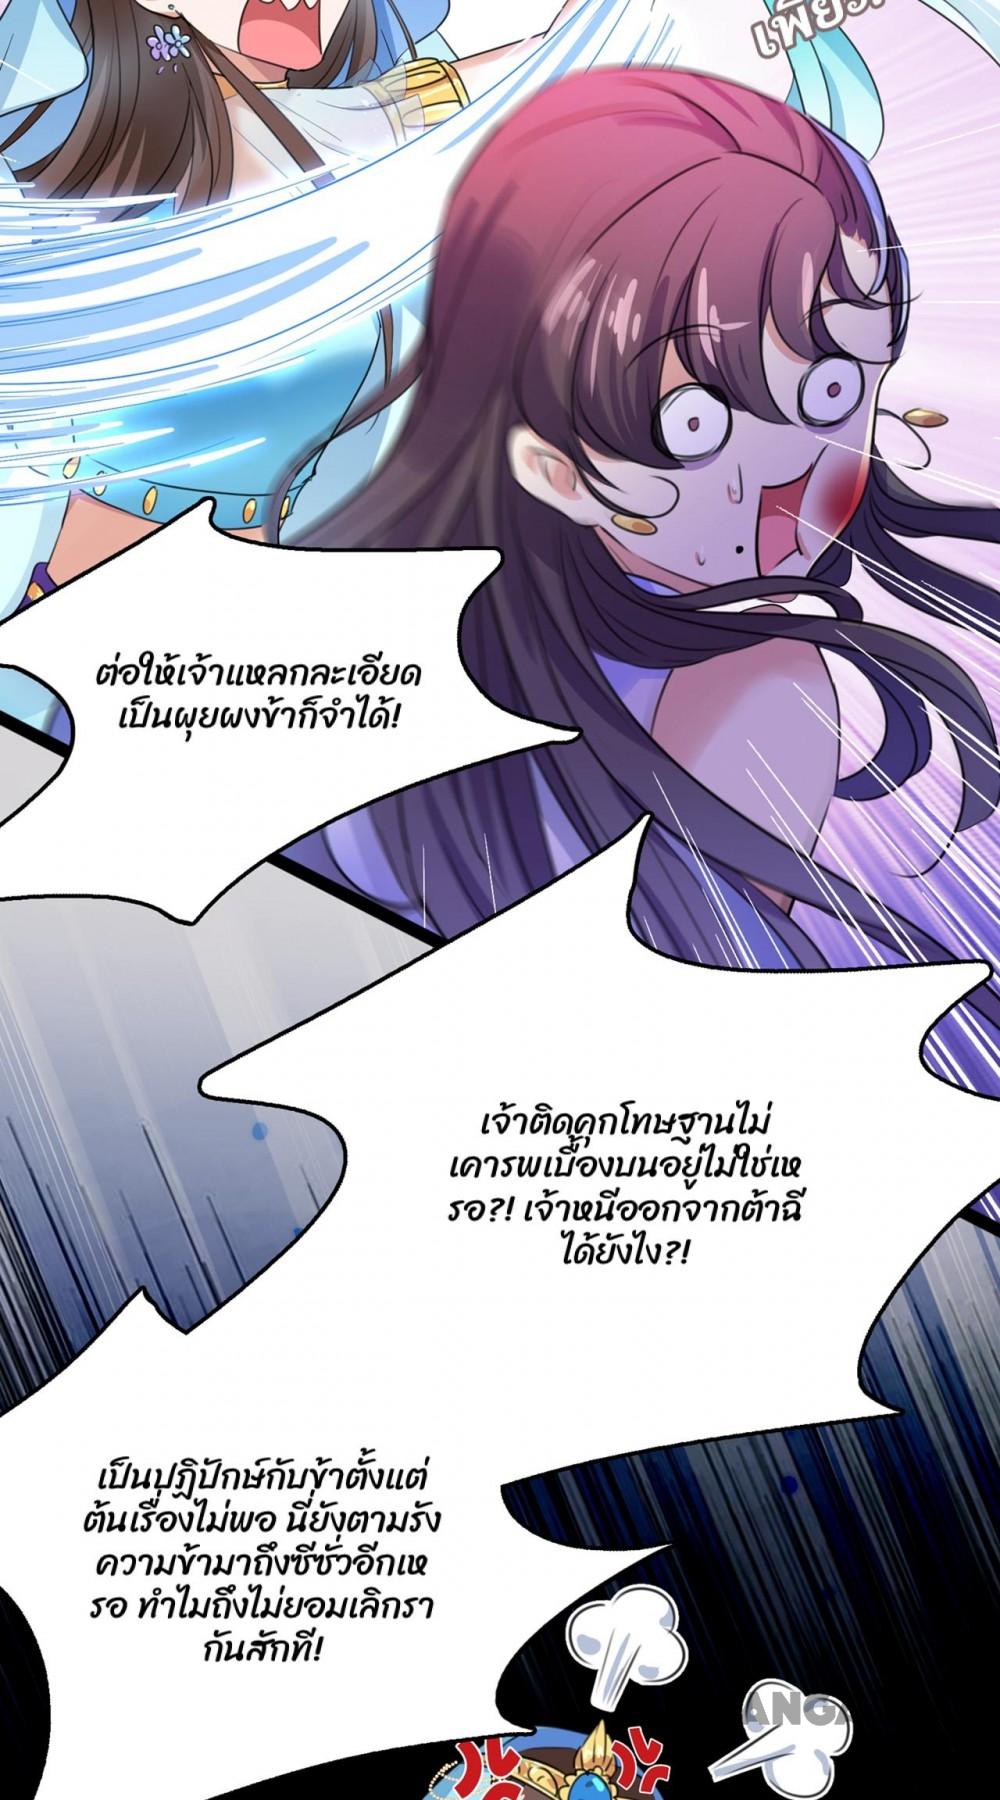 เพียะ
ต่อให้เจ้าแหลกละเอียด
เป็นผุยผงข้าก็จำได้!
เจ้าติดคุกโทษฐานไม่
เคารพเบื้องบนอยู่ไม่ใช่เห
รอ?! เจ้าหนีออกจากต้าฉี
ได้ยังไง?!
เป็นปฏิปักษ์กับข้าตั้งแต่
ต้นเรื่องไม่พอ นี่ยังตามรัง
ความข้ามาถึงซีซั่วอีกเห
รอ ทำไมถึงไม่ยอมเลิกรา
กันสักที!